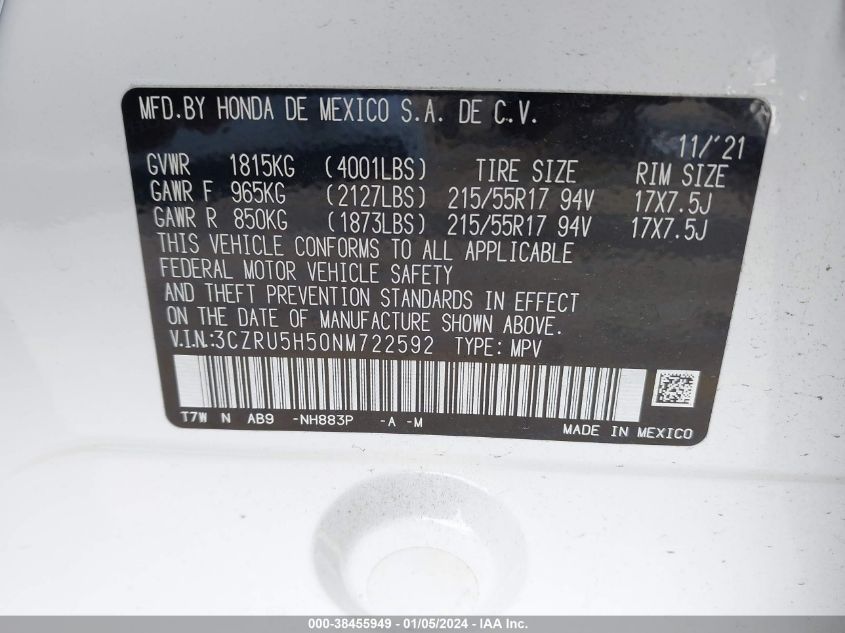 MFD.BY HONDA DE MEXICO S.A. DE C.V.
11/'21
GVWR 1815KG (4001LBS) TIRE SIZE RIM SIZE
GAWR F 965KG (2127LBS) 215/55R17 94V 17X7.5J
GAWR R 850KG (1873LBS) 215/55R17 94V 17X7.5J
THIS VEHICLE CONFORMS TO ALL APPLICABLE
FEDERAL MOTOR VEHICLE SAFETY
AND THEFT PREVENTION STANDARDS IN EFFECT
ON THE DATE OF MANUFACTURE SHOWN ABOVE.
V.I.N.:3CZRU5H50NM722592 TYPE: MPV
T7W N AB9 -NH883P -A -M
MADE IN MEXICO
000-38455949 - 01/05/2024 - IAA Inc.